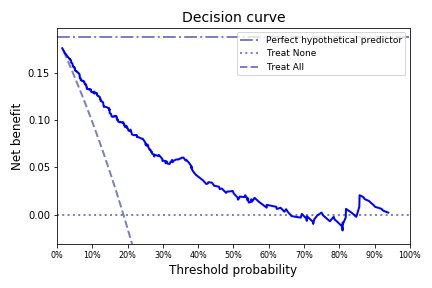 Decision curve
Perfect hypothetical predictor
Treat None
Treat All
Net benefit
0.15
0.10
0.05
0.00
0% 10% 20% 30% 40% 50% 60% 70% 80% 90% 100%
Threshold probability